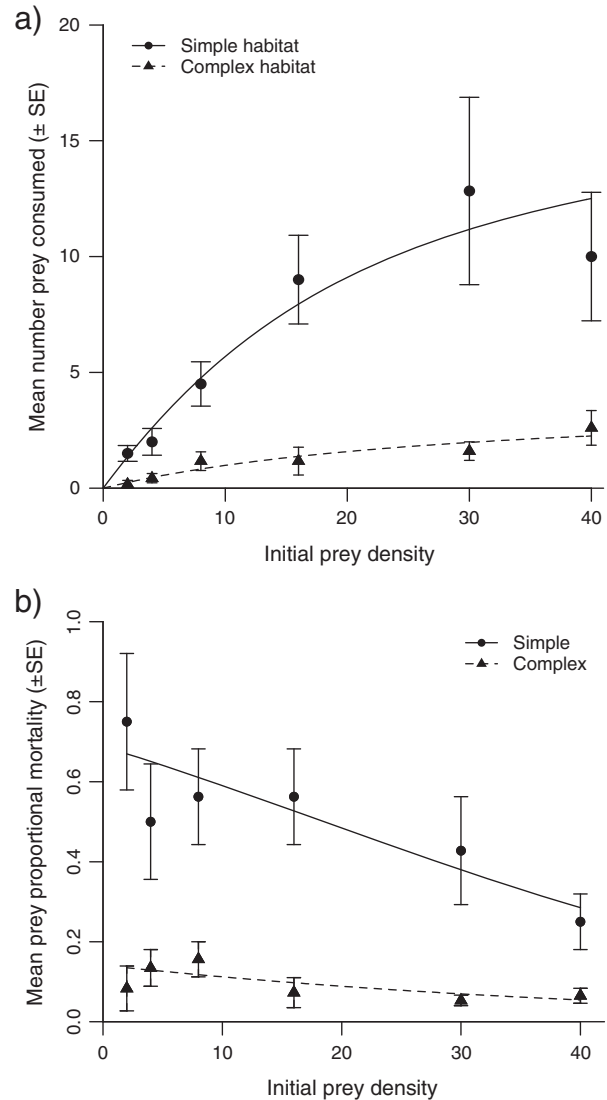 a)
Mean number prey consumed (± SE)
20
15
10
5
0
Simple habitat
Complex habitat
0 10 20 30 40
Initial prey density
b)
Mean prey proportional mortality (±SE)
1.0
0.8
0.6
0.4
0.2
0.0
Simple
Complex
0 10 20 30 40
Initial prey density